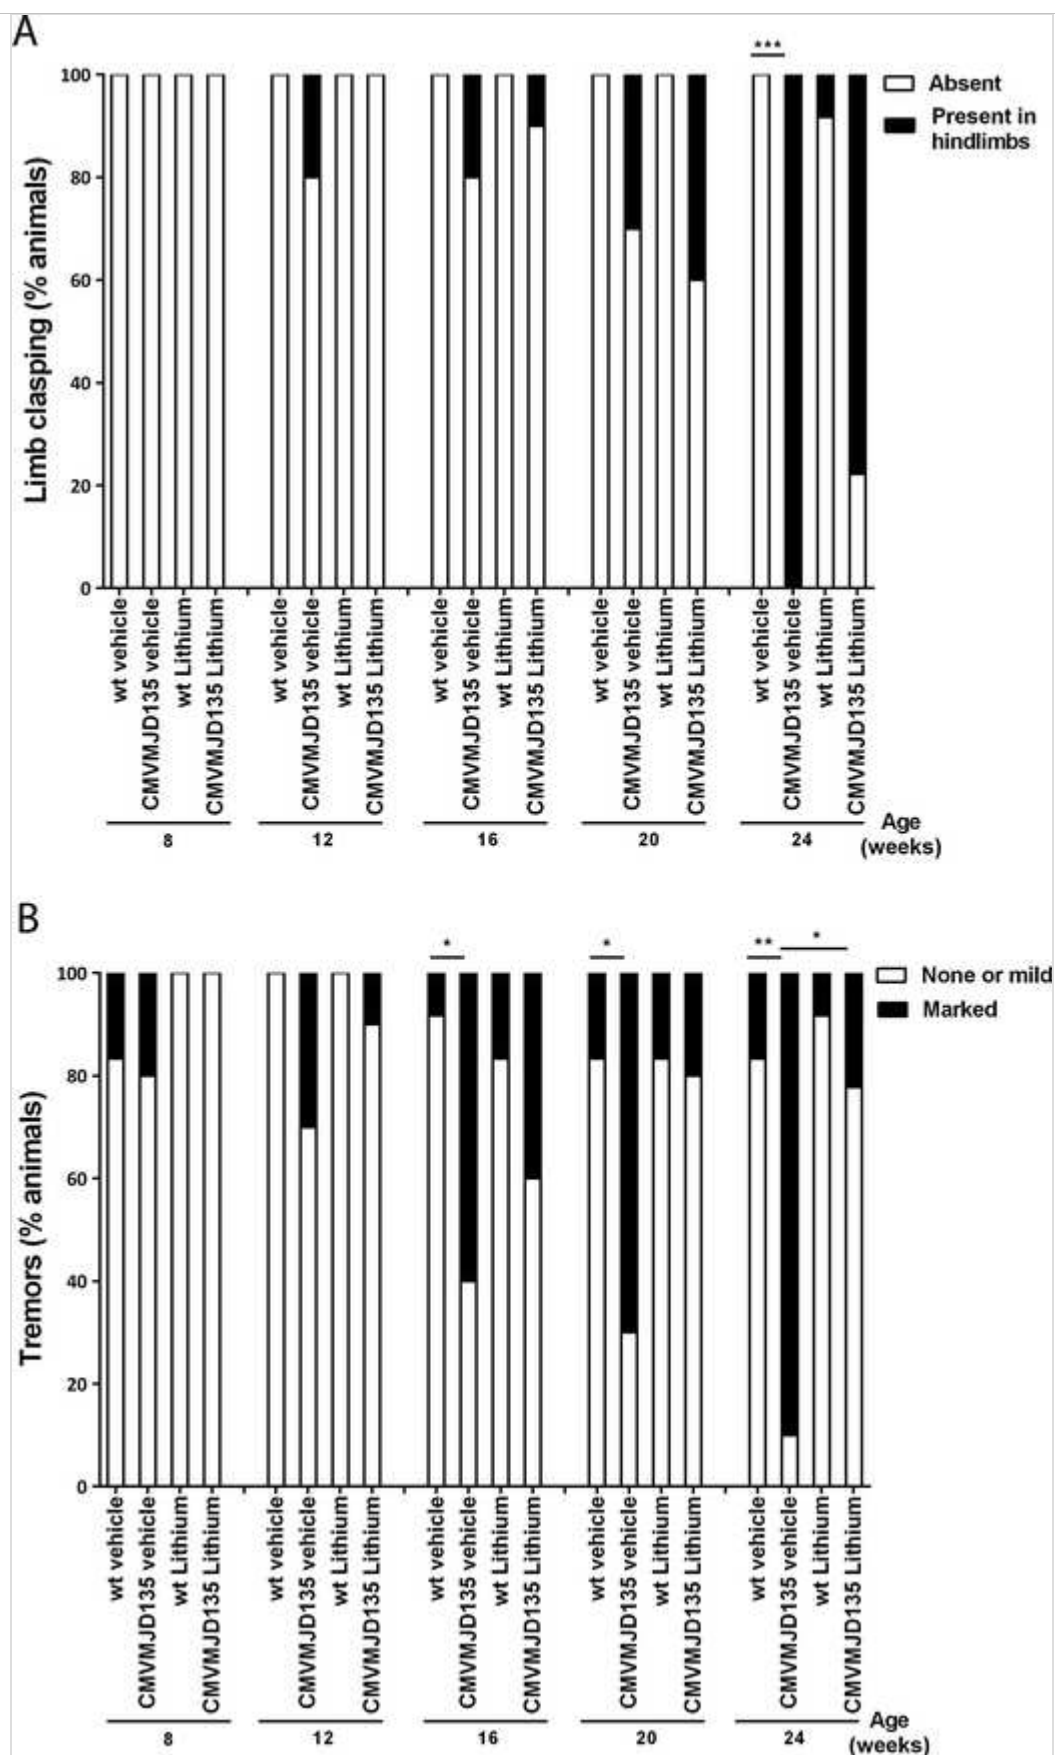 A
***
Absent
Present in
hindlimbs
Limb clasping (% animals)
100
80
60
40
20
0
wt vehicle
CMVMJD135 vehicle
wt Lithium
CMVMJD135 Lithium
wt vehicle
CMVMJD135 vehicle
wt Lithium
CMVMJD135 Lithium
wt vehicle
CMVMJD135 vehicle
wt Lithium
CMVMJD135 Lithium
wt vehicle
CMVMJD135 vehicle
wt Lithium
CMVMJD135 Lithium
wt vehicle
CMVMJD135 vehicle
wt Lithium
CMVMJD135 Lithium
8 12 16 20 24
Age
(weeks)
B
* * ** *
None or mild
Marked
Tremors (% animals)
100
80
60
40
20
0
wt vehicle
CMVMJD135 vehicle
wt Lithium
CMVMJD135 Lithium
wt vehicle
CMVMJD135 vehicle
wt Lithium
CMVMJD135 Lithium
wt vehicle
CMVMJD135 vehicle
wt Lithium
CMVMJD135 Lithium
wt vehicle
CMVMJD135 vehicle
wt Lithium
CMVMJD135 Lithium
wt vehicle
CMVMJD135 vehicle
wt Lithium
CMVMJD135 Lithium
8 12 16 20 24
Age
(weeks)